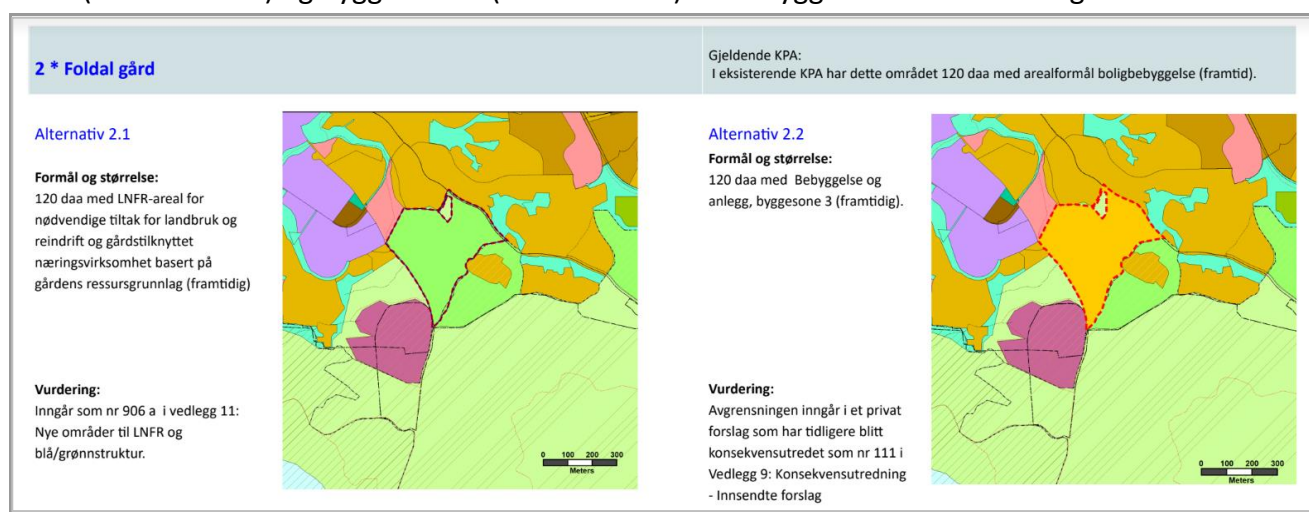 2 * Foldal gård
Gjeldende KPA:
I eksisterende KPA har dette området 120 daa med arealformål boligbebyggelse (framtid).
Alternativ 2.1
Formål og størrelse:
120 daa med LNFR-areal for
nødvendige tiltak for landbruk og
reindrift og gårdstilknyttet
næringsvirksomhet basert på
gårdens ressursgrunnlag (framtidig)
Vurdering:
Inngår som nr 906 a i vedlegg 11:
Nye områder til LNFR og
blå/grønnstruktur.
0 100 200 300
Meters
Alternativ 2.2
Formål og størrelse:
120 daa med Bebyggelse og
anlegg, byggesone 3 (framtidig).
Vurdering:
Avgrensningen inngår i et privat
forslag som har tidligere blitt
konsekvensutredet som nr 111 i
Vedlegg 9: Konsekvensutredning
- Innsendte forslag
0 100 200 300
Meters